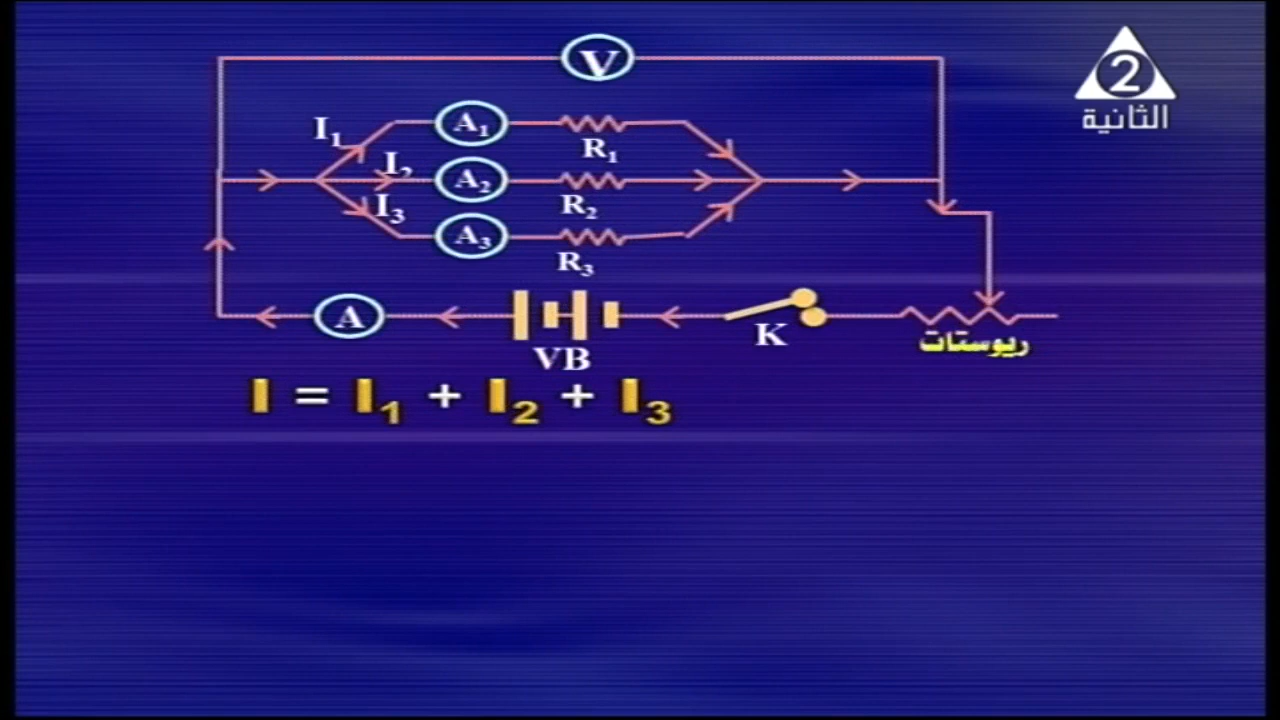 V
2
الثانية
I₁ A₁ R₁
I₂ A₂ R₂
I₃ A₃ R₃
A VB K ريوستات
I = I₁ + I₂ + I₃